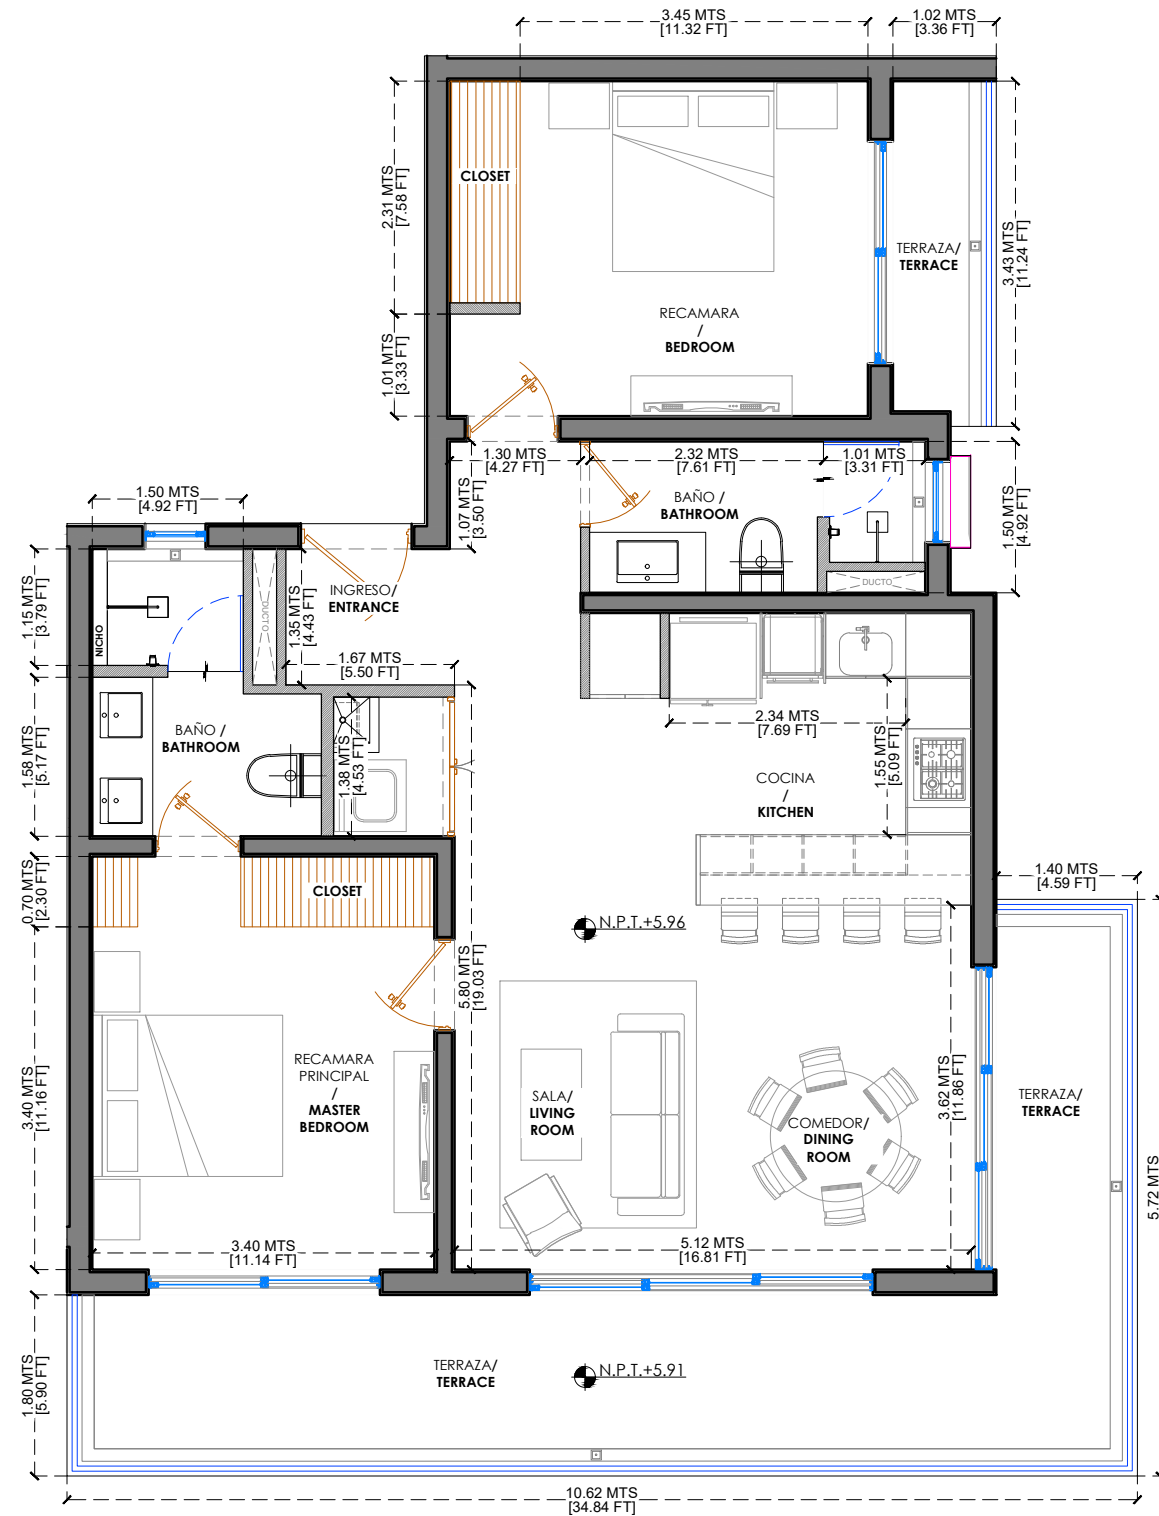 3.45 MTS
[11.32 FT]
1.02 MTS
[3.36 FT]
2.31 MTS
[7.58 FT]
CLOSET
TERRAZA/
TERRACE
3.43 MTS
[11.24 FT]
RECAMARA
/
BEDROOM
1.01 MTS
[3.33 FT]
1.30 MTS
[4.27 FT]
2.32 MTS
[7.61 FT]
1.01 MTS
[3.31 FT]
1.07 MTS
[3.50 FT]
BAÑO /
BATHROOM
1.50 MTS
[4.92 FT]
1.50 MTS
[4.92 FT]
DUCTO
INGRESO/
ENTRANCE
1.15 MTS
[3.79 FT]
NICHO
DUCTO
1.35 MTS
[4.43 FT]
1.67 MTS
[5.50 FT]
2.34 MTS
[7.69 FT]
1.58 MTS
[5.17 FT]
BAÑO /
BATHROOM
1.38 MTS
[4.53 FT]
1.55 MTS
[5.09 FT]
COCINA
/
KITCHEN
0.70 MTS
[2.30 FT]
CLOSET
1.40 MTS
[4.59 FT]
N.P.T.+5.96
5.80 MTS
[19.03 FT]
3.40 MTS
[11.16 FT]
RECAMARA
PRINCIPAL
/
MASTER
BEDROOM
SALA/
LIVING
ROOM
COMEDOR/
DINING
ROOM
3.62 MTS
[11.86 FT]
TERRAZA/
TERRACE
5.72 MTS
3.40 MTS
[11.14 FT]
5.12 MTS
[16.81 FT]
1.80 MTS
[5.90 FT]
TERRAZA/
TERRACE
N.P.T.+5.91
10.62 MTS
[34.84 FT]